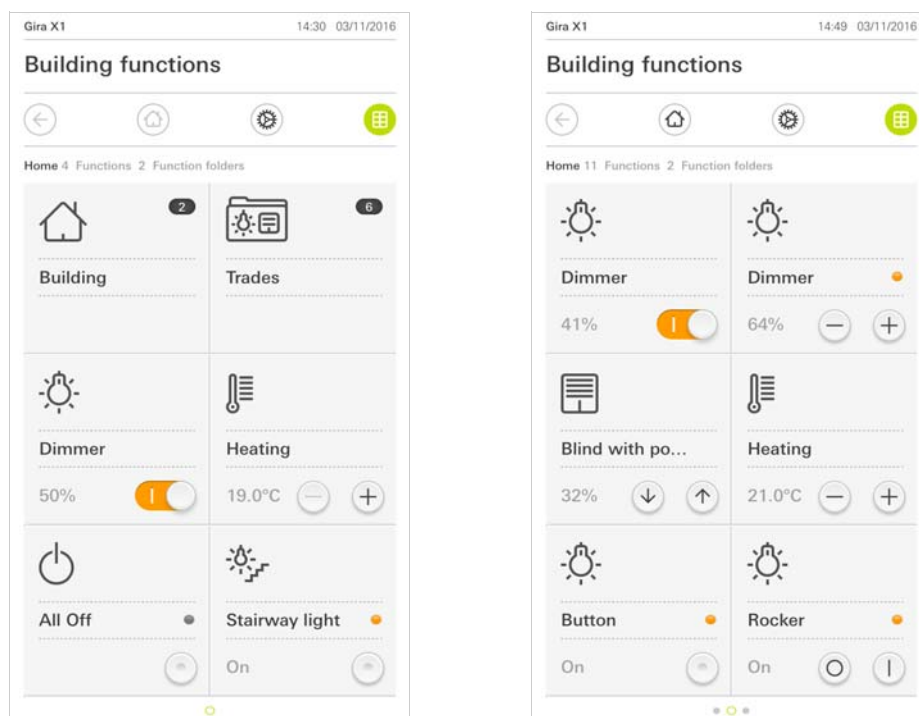 Gira X1 14:30 03/11/2016
Building functions
Home 4 Functions 2 Function folders
2
6
Building
Trades
Dimmer
Heating
50%
19.0°C
All Off
Stairway light
On
Gira X1 14:49 03/11/2016
Building functions
Home 11 Functions 2 Function folders
Dimmer
Dimmer
41%
64%
Blind with po...
Heating
32%
21.0°C
Button
Rocker
On
On